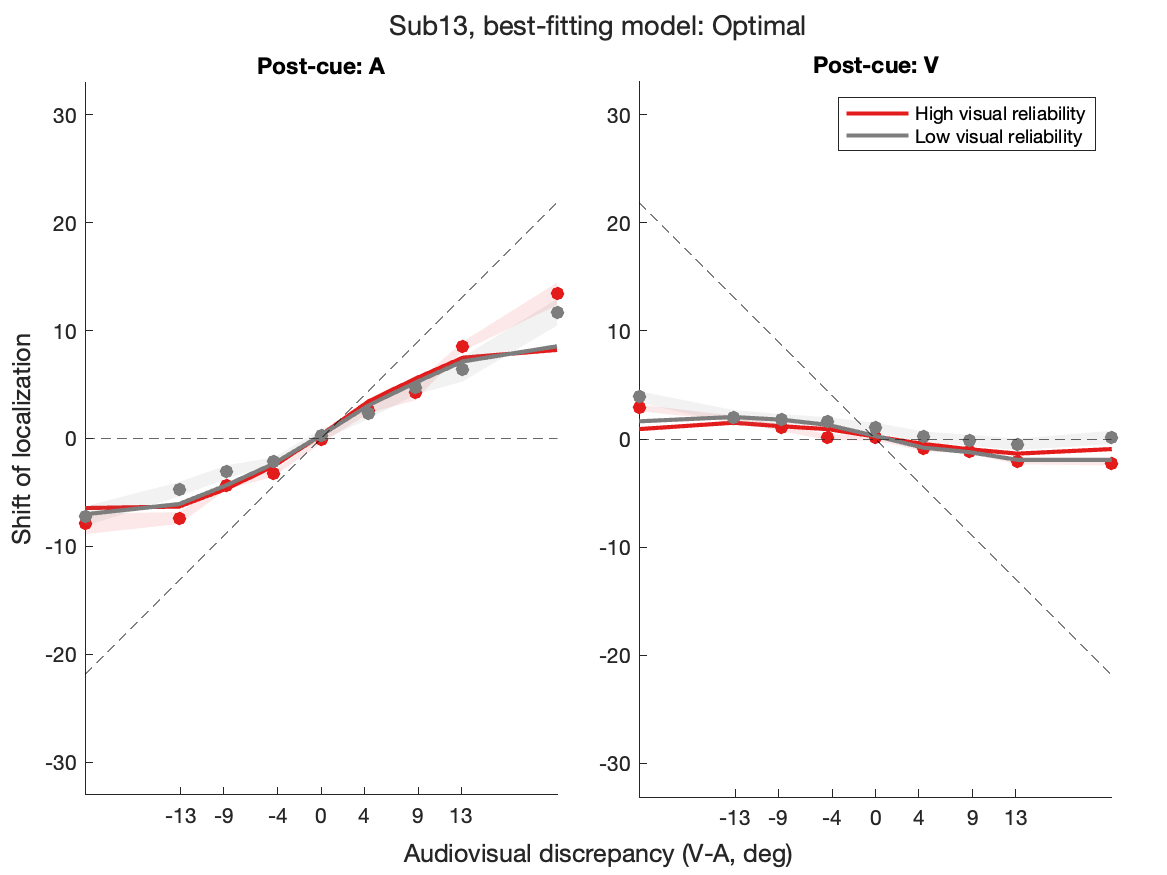 Sub13, best-fitting model: Optimal
Post-cue: A
Post-cue: V
High visual reliability
Low visual reliability
Shift of localization
30
20
10
0
-10
-20
-30
30
20
10
0
-10
-20
-30
-13 -9 -4 0 4 9 13
-13 -9 -4 0 4 9 13
Audiovisual discrepancy (V-A, deg)